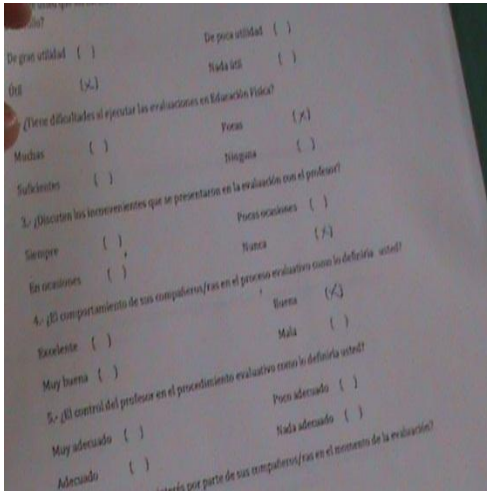 De gran utilidad ( ) De poca utilidad ( )
Útil (X) Nada útil ( )
¿Tiene dificultades al ejecutar las evaluaciones en Educación Física?
Muchas ( ) Pocas (X)
Suficientes ( ) Ninguna ( )
3.- ¿Discuten los inconvenientes que se presentaron en la evaluación con el profesor?
Siempre ( ) Pocas ocasiones ( )
En ocasiones ( ) Nunca (X)
4.- ¿El comportamiento de sus compañeros/ras en el proceso evaluativo como lo definiría usted?
Excelente ( ) Buena (X)
Muy buena ( ) Mala ( )
5.- ¿El control del profesor en el procedimiento evaluativo como lo definiría usted?
Muy adecuado ( ) Poco adecuado ( )
Adecuado ( ) Nada adecuado ( )
interés por parte de sus compañeros/ras en el momento de la evaluación?